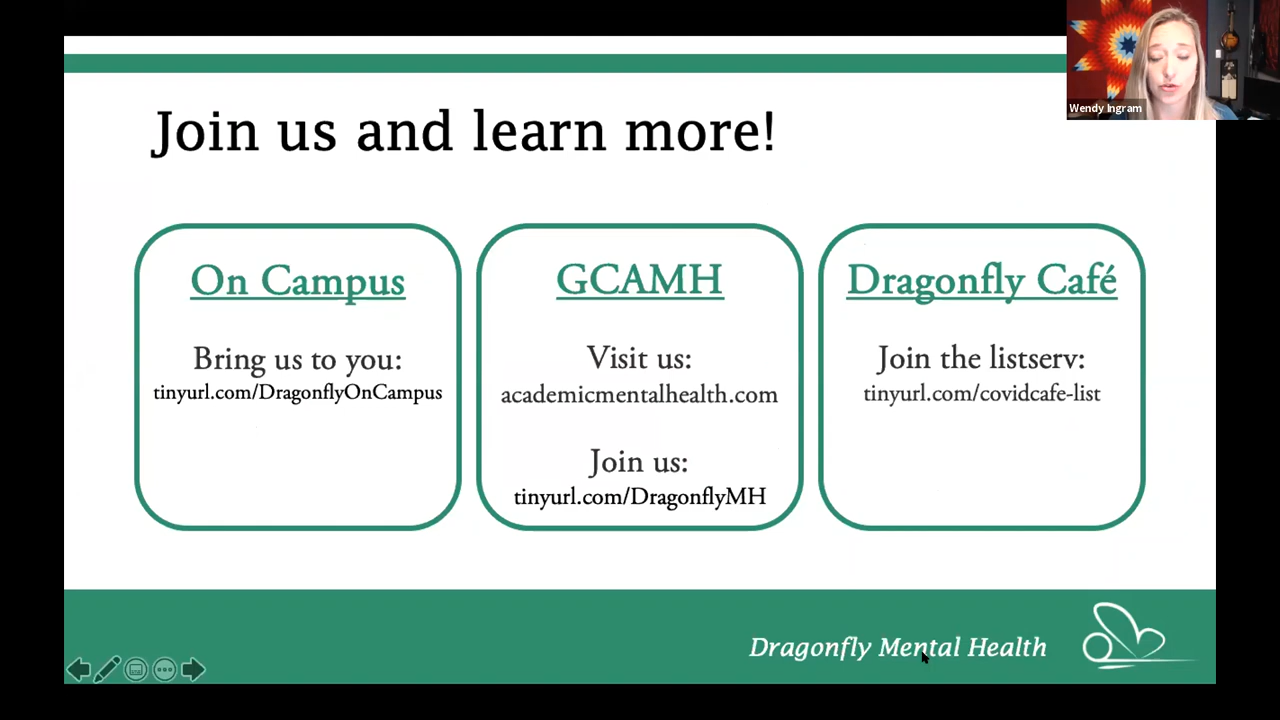 Wendy Ingram
Join us and learn more!
On Campus
Bring us to you:
tinyurl.com/DragonflyOnCampus
GCAMH
Visit us:
academicmentalhealth.com
Join us:
tinyurl.com/DragonflyMH
Dragonfly Café
Join the listserv:
tinyurl.com/covidcafe-list
Dragonfly Mental Health